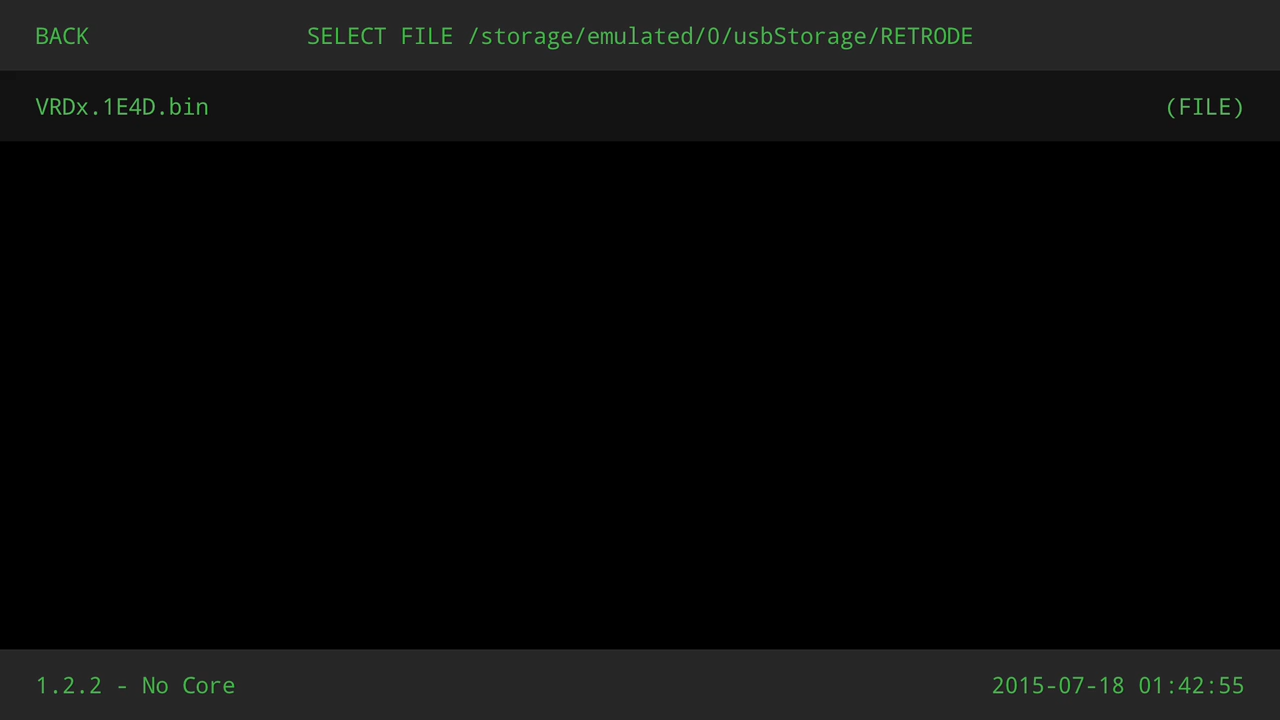 BACK SELECT FILE /storage/emulated/0/usbStorage/RETRODE
VRDx.1E4D.bin (FILE)
1.2.2 - No Core 2015-07-18 01:42:55